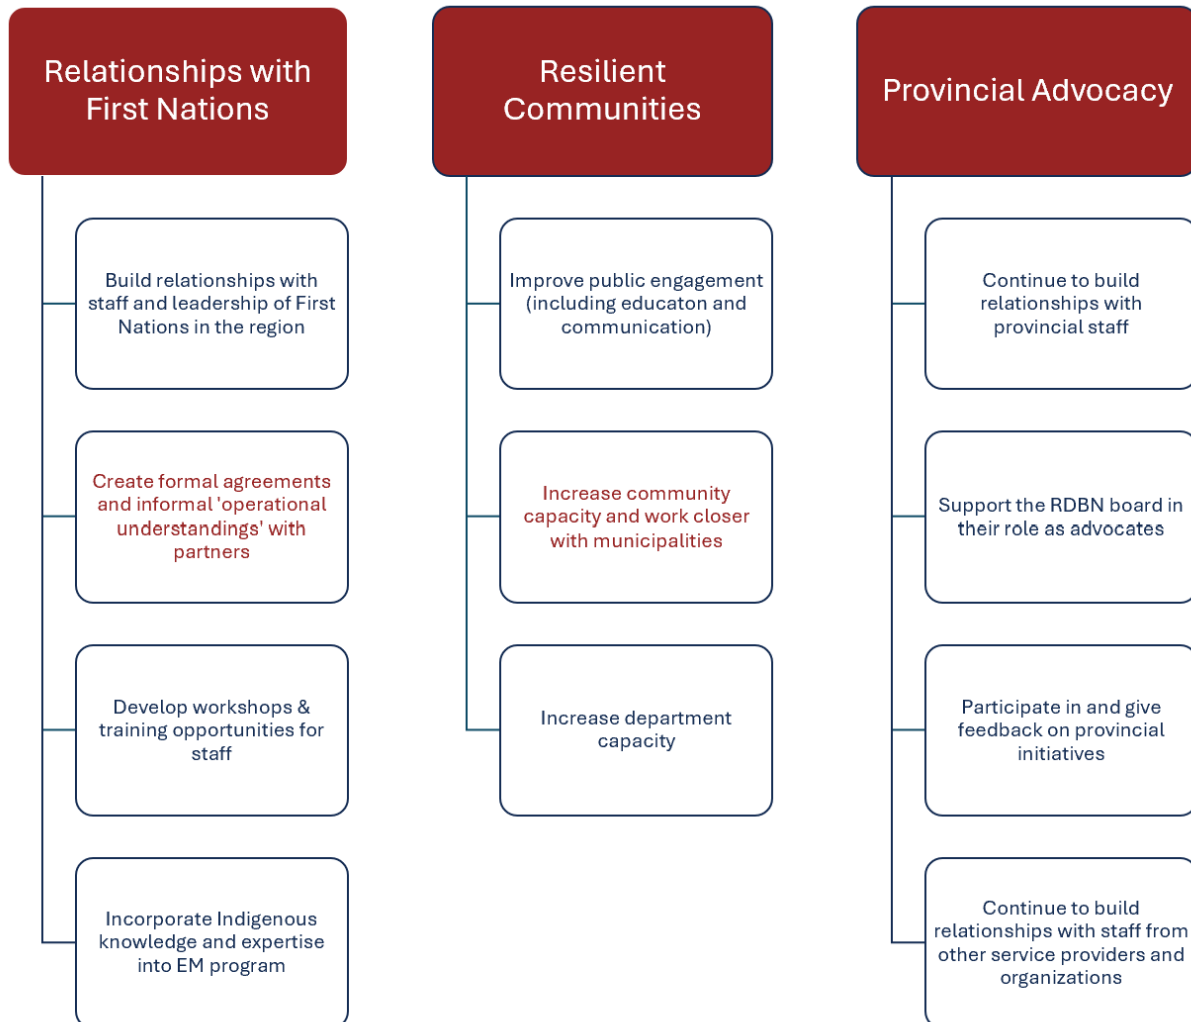 Relationships with
First Nations
Build relationships with
staff and leadership of First
Nations in the region
Create formal agreements
and informal 'operational
understandings' with
partners
Develop workshops &
training opportunities for
staff
Incorporate Indigenous
knowledge and expertise
into EM program
Resilient
Communities
Improve public engagement
(including educaton and
communication)
Increase community
capacity and work closer
with municipalities
Increase department
capacity
Provincial Advocacy
Continue to build
relationships with
provincial staff
Support the RDBN board in
their role as advocates
Participate in and give
feedback on provincial
initiatives
Continue to build
relationships with staff from
other service providers and
organizations